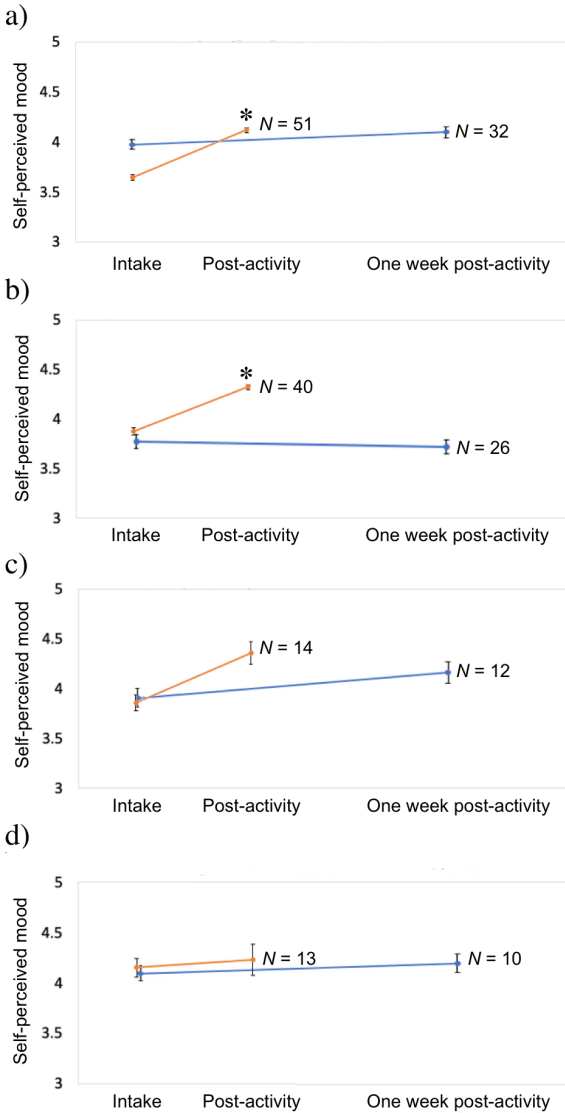 a)
5
4.5
4
3.5
3
Self-perceived mood
* N = 51
N = 32
Intake Post-activity One week post-activity
b)
5
4.5
4
3.5
3
Self-perceived mood
* N = 40
N = 26
Intake Post-activity One week post-activity
c)
5
4.5
4
3.5
3
Self-perceived mood
N = 14
N = 12
Intake Post-activity One week post-activity
d)
5
4.5
4
3.5
3
Self-perceived mood
N = 13 N = 10
Intake Post-activity One week post-activity